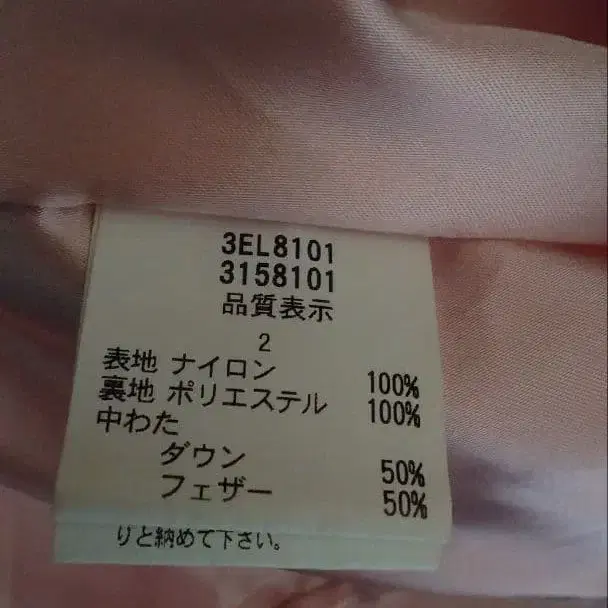 3EL8101
3158101
品質表示
2
表地 ナイロン 100%
裏地 ポリエステル 100%
中わた
ダウン 50%
フェザー 50%
りと納めて下さい。